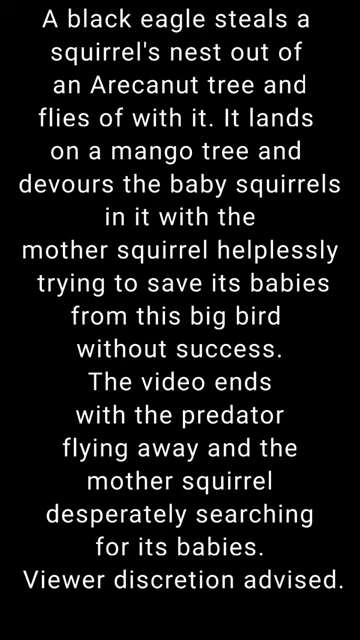 A black eagle steals a
squirrel's nest out of
an Arecanut tree and
flies of with it. It lands
on a mango tree and
devours the baby squirrels
in it with the
mother squirrel helplessly
trying to save its babies
from this big bird
without success.
The video ends
with the predator
flying away and the
mother squirrel
desperately searching
for its babies.
Viewer discretion advised.